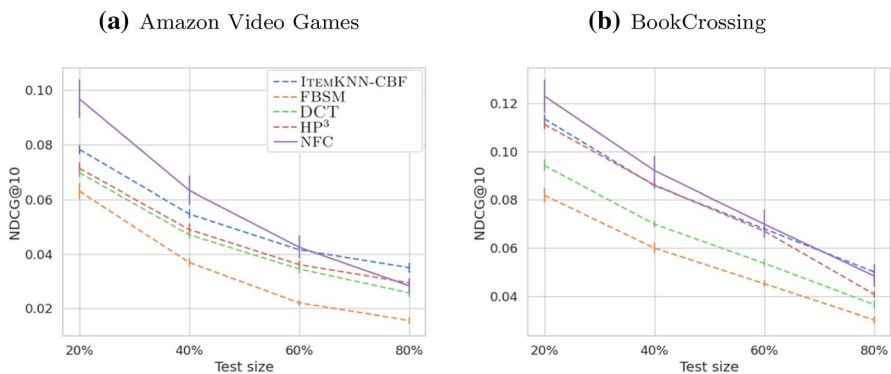 (a) Amazon Video Games
NDCG@10
0.10
0.08
0.06
0.04
0.02
20% 40% 60% 80%
Test size
ITEMKNN-CBF
FBSM
DCT
HP³
NFC
(b) BookCrossing
NDCG@10
0.12
0.10
0.08
0.06
0.04
20% 40% 60% 80%
Test size